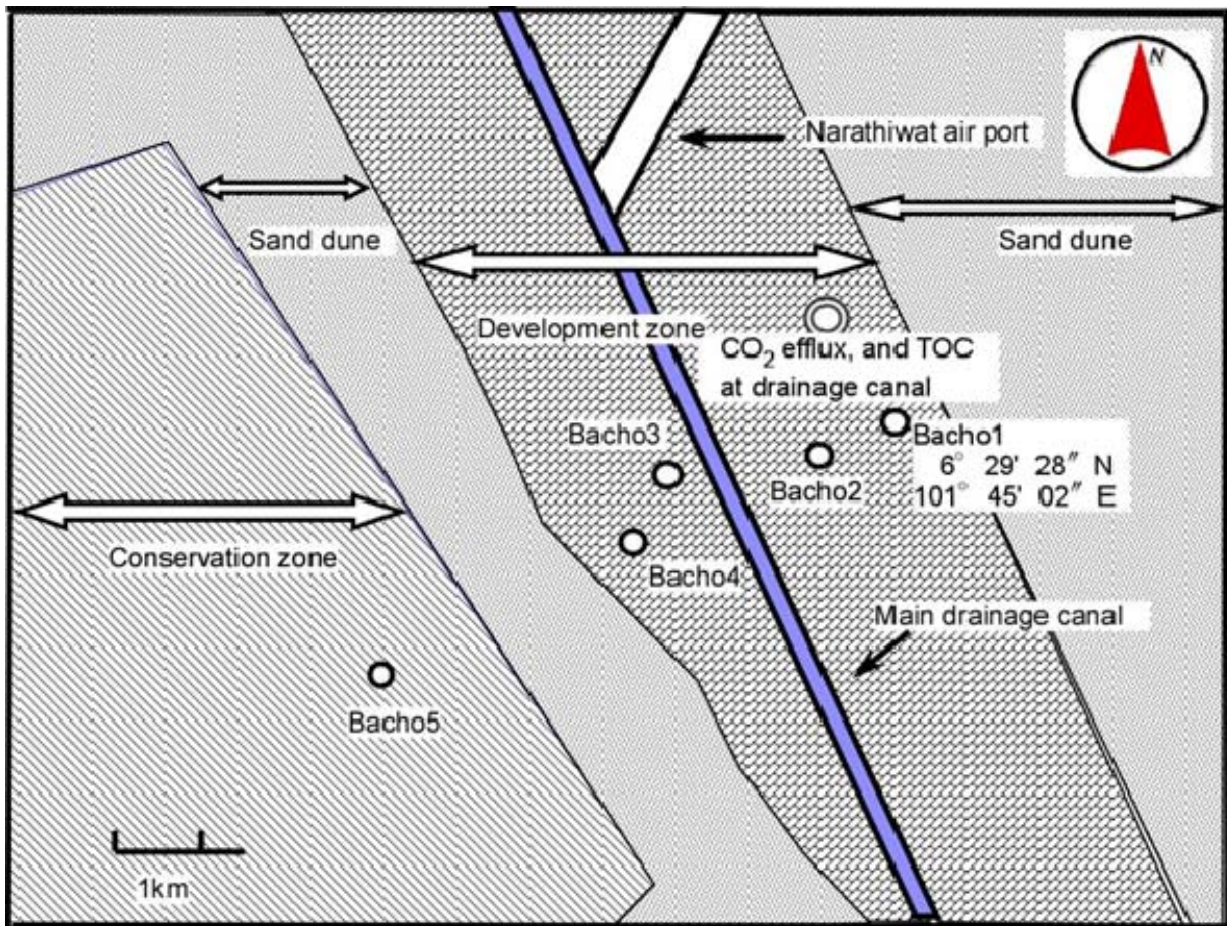 N
Narathiwat air port
Sand dune
Sand dune
Development zone
CO₂ efflux, and TOC
at drainage canal
Bacho3
Bacho1
6° 29' 28″ N
101° 45' 02″ E
Bacho2
Conservation zone
Bacho4
Main drainage canal
Bacho5
1km